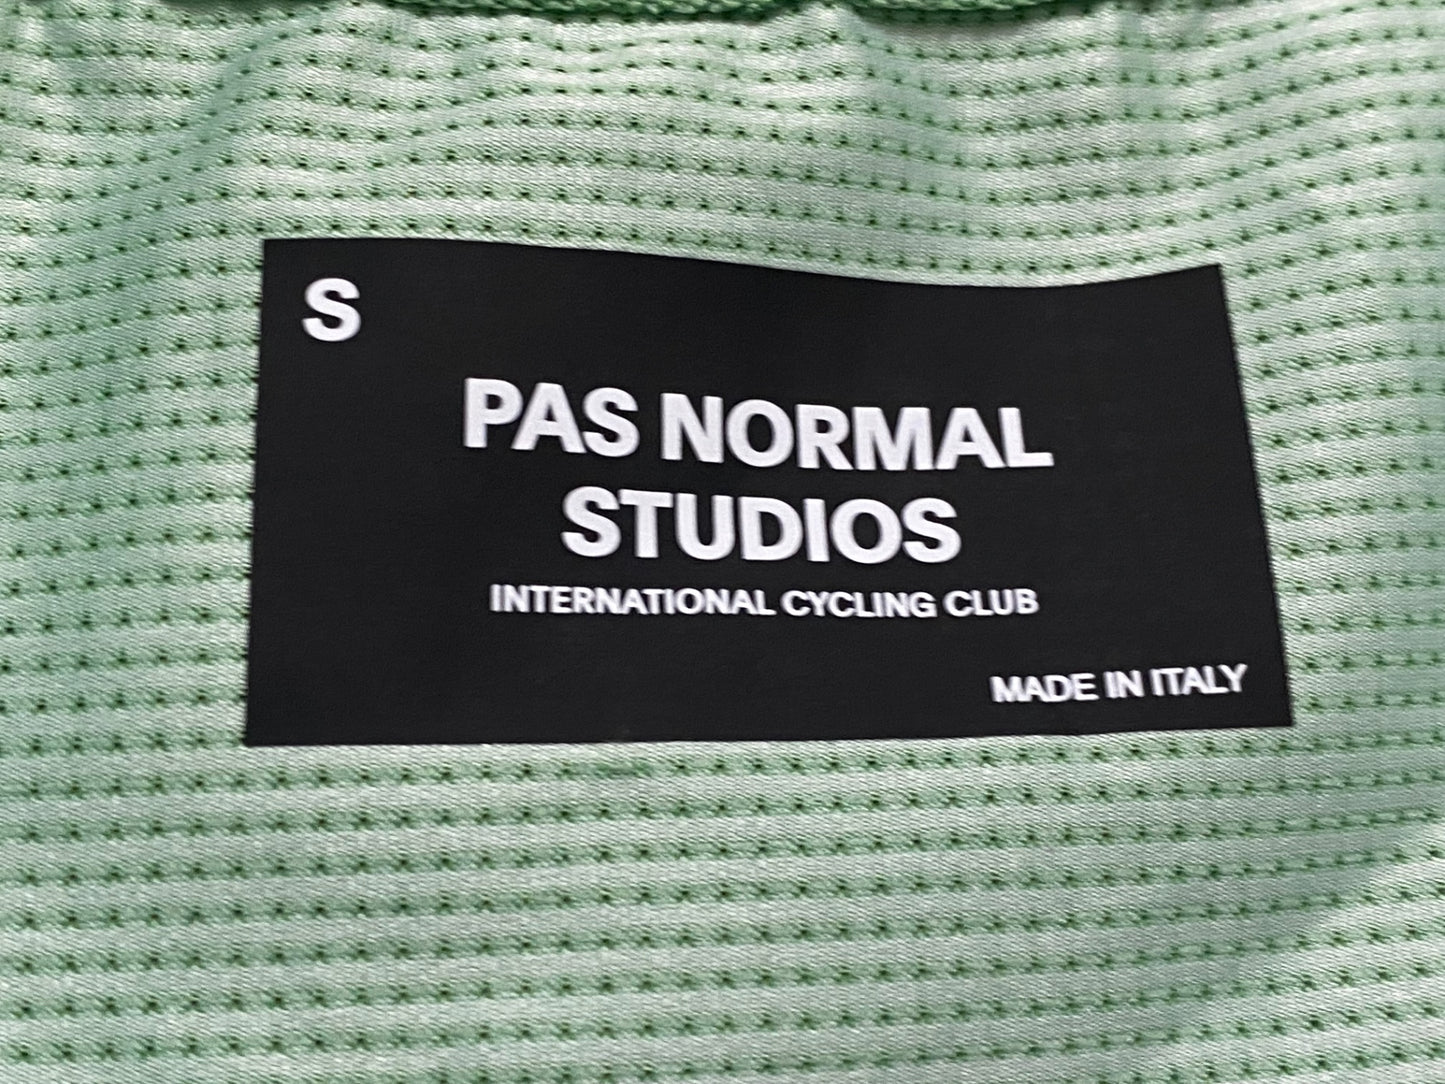 S
PAS NORMAL
STUDIOS
INTERNATIONAL CYCLING CLUB
MADE IN ITALY